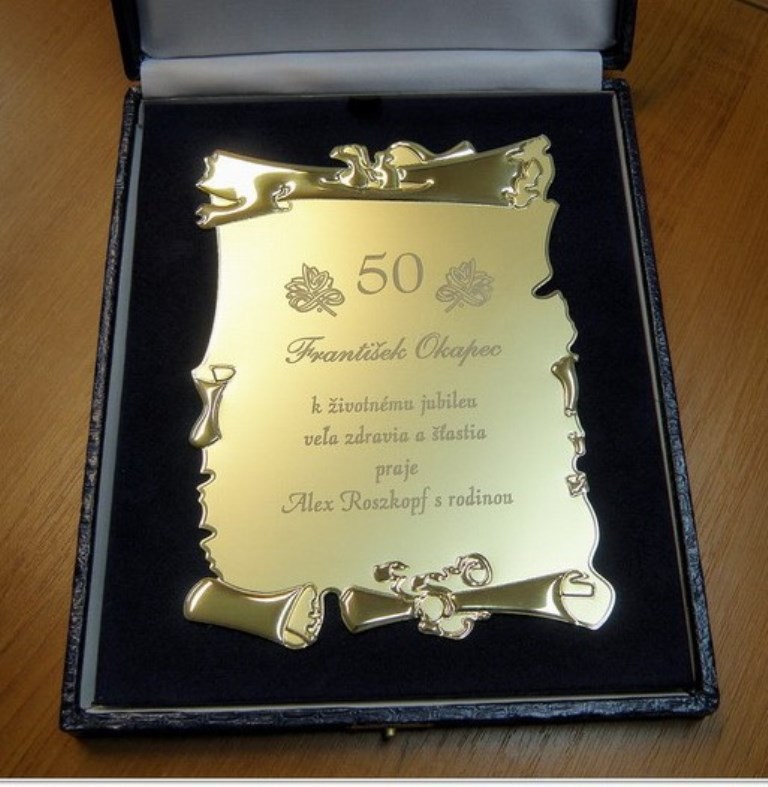 50
František Okapec
k životnému jubileu
veľa zdravia a šťastia
praje
Alex Roszkopf s rodinou